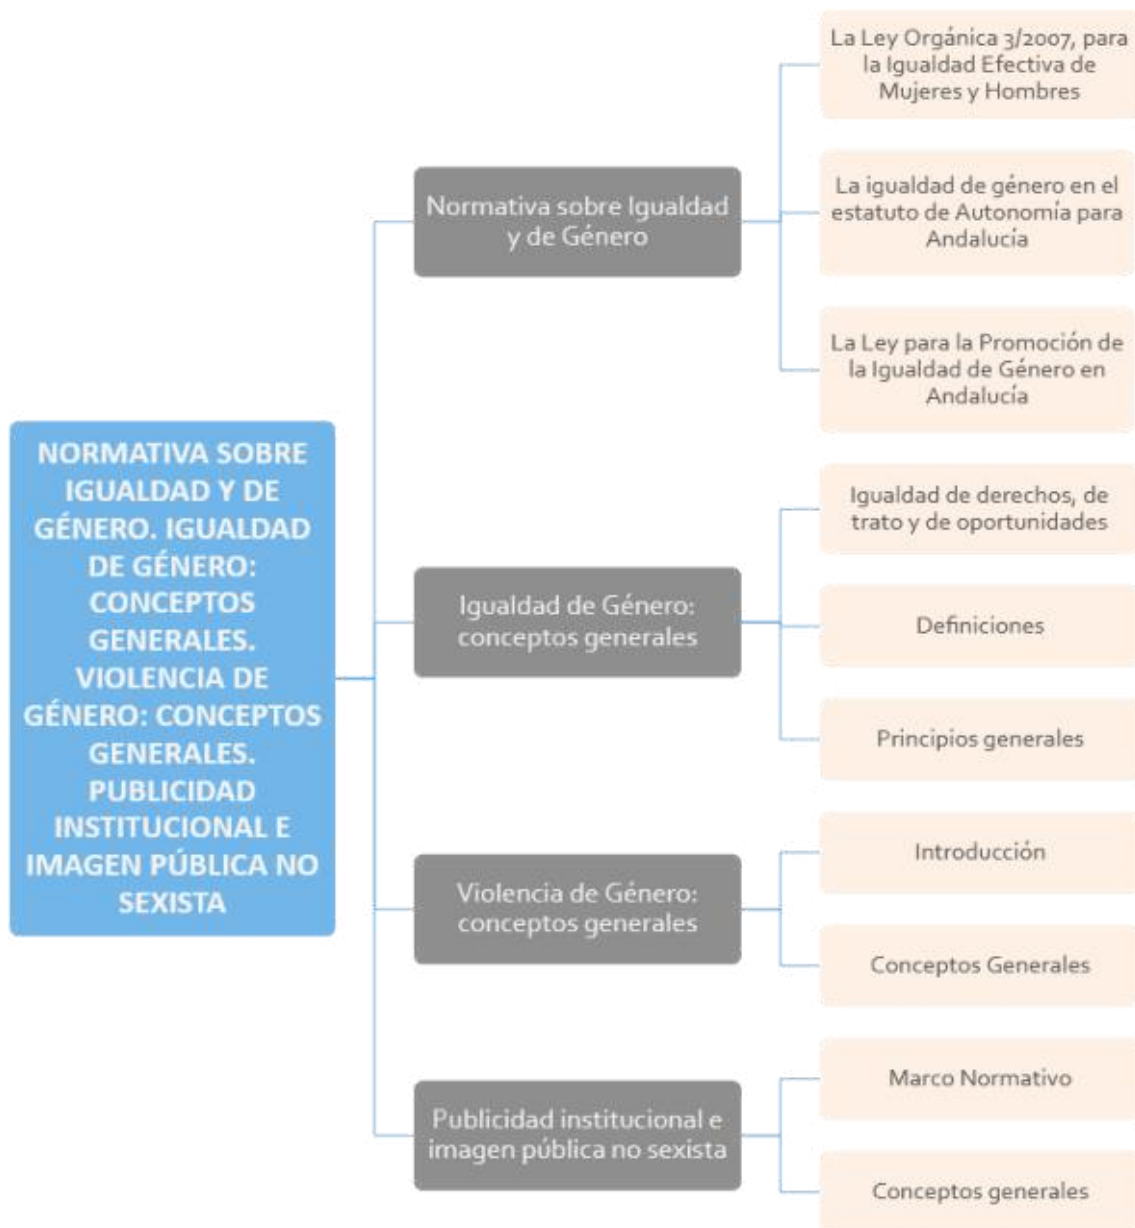 NORMATIVA SOBRE
IGUALDAD Y DE
GÉNERO. IGUALDAD
DE GÉNERO:
CONCEPTOS
GENERALES.
VIOLENCIA DE
GÉNERO: CONCEPTOS
GENERALES.
PUBLICIDAD
INSTITUCIONAL E
IMAGEN PÚBLICA NO
SEXISTA
Normativa sobre Igualdad
y de Género
La Ley Orgánica 3/2007, para
la Igualdad Efectiva de
Mujeres y Hombres
La igualdad de género en el
estatuto de Autonomía para
Andalucía
La Ley para la Promoción de
la Igualdad de Género en
Andalucía
Igualdad de Género:
conceptos generales
Igualdad de derechos, de
trato y de oportunidades
Definiciones
Principios generales
Violencia de Género:
conceptos generales
Introducción
Conceptos Generales
Publicidad institucional e
imagen pública no sexista
Marco Normativo
Conceptos generales